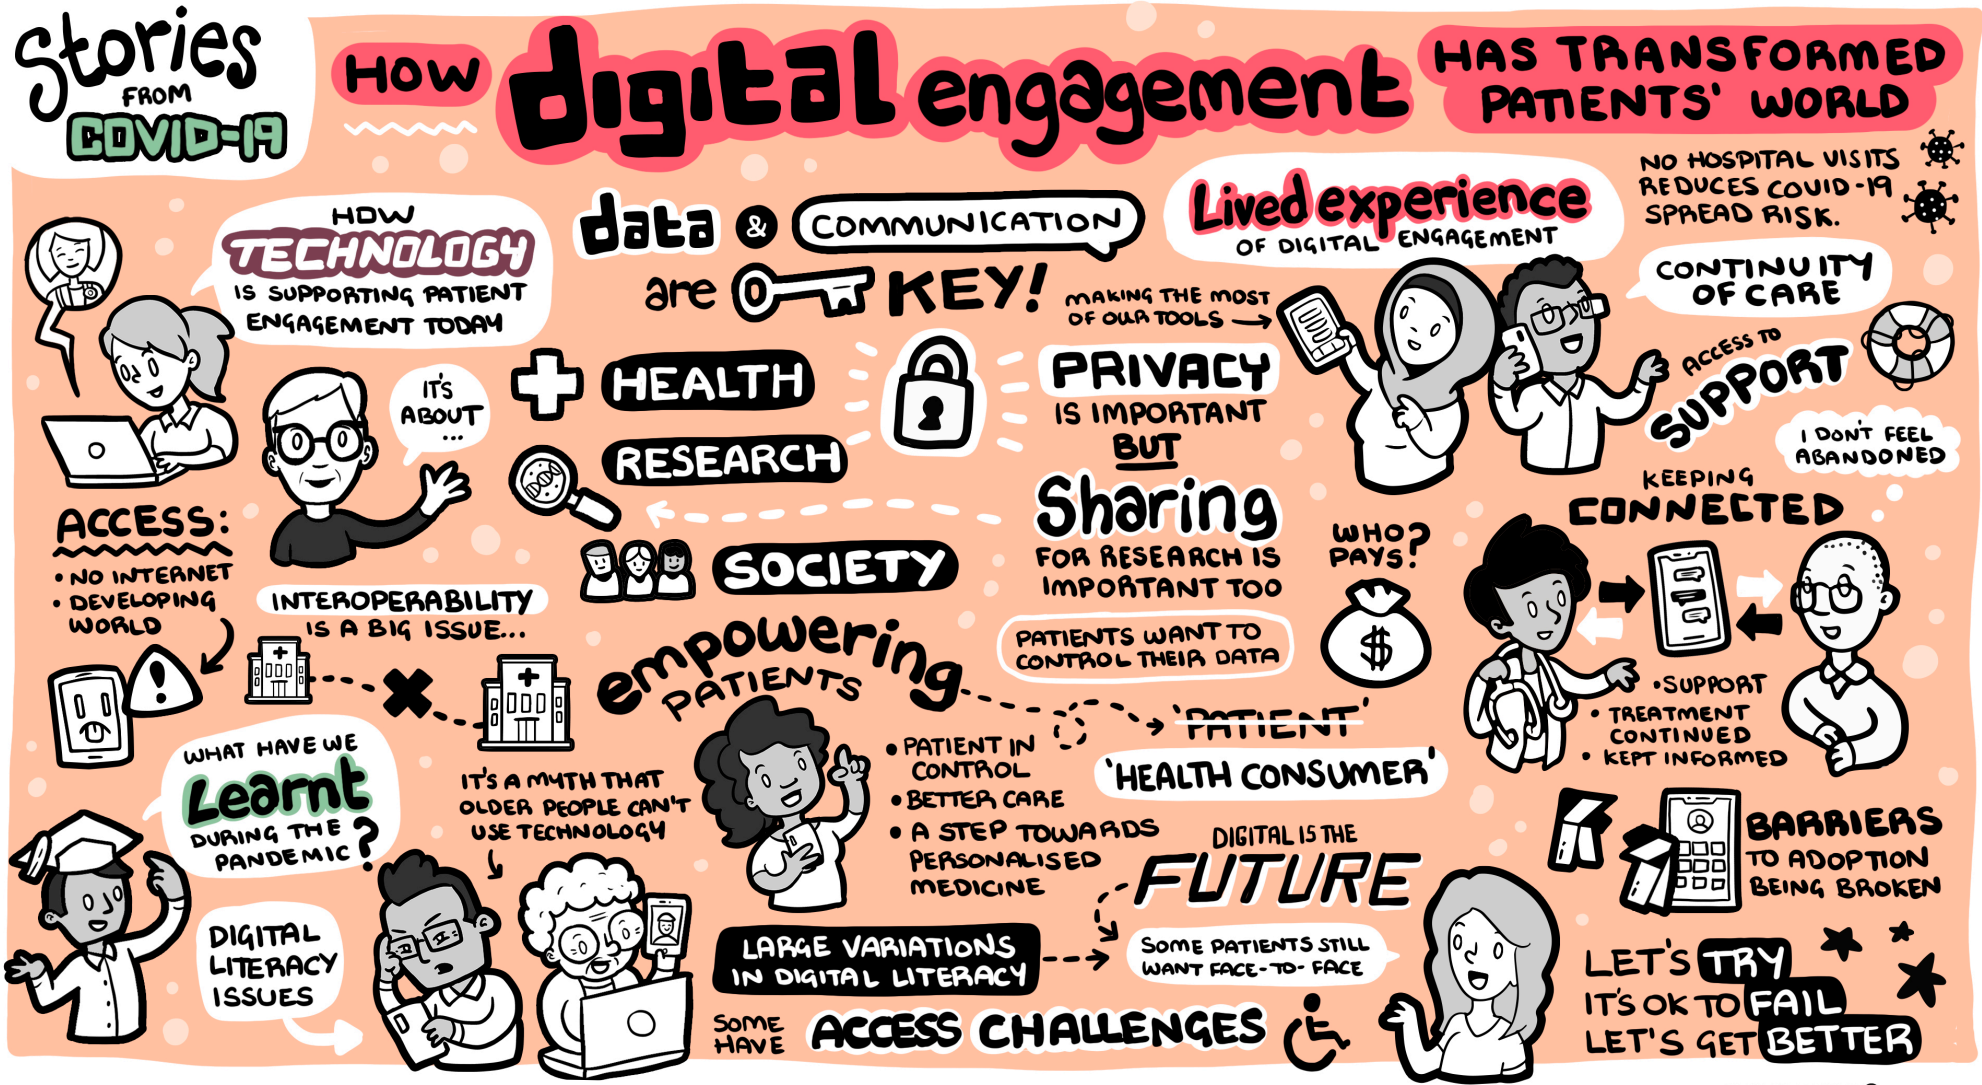 Stories
FROM
COVID-19
HOW
digital engagement
HAS TRANSFORMED
PATIENTS' WORLD
HOW
TECHNOLOGY
IS SUPPORTING PATIENT
ENGAGEMENT TODAY
data & COMMUNICATION
are KEY!
Lived experience
OF DIGITAL ENGAGEMENT
NO HOSPITAL VISITS
REDUCES COVID-19
SPREAD RISK.
MAKING THE MOST
OF OUR TOOLS
CONTINUITY
OF CARE
ACCESS TO
SUPPORT
I DON'T FEEL
ABANDONED
IT'S
ABOUT
...
HEALTH
RESEARCH
SOCIETY
PRIVACY
IS IMPORTANT
BUT
Sharing
FOR RESEARCH IS
IMPORTANT TOO
PATIENTS WANT TO
CONTROL THEIR DATA
WHO
PAYS?
$
KEEPING
CONNECTED
• SUPPORT
• TREATMENT
CONTINUED
• KEPT INFORMED
ACCESS:
• NO INTERNET
• DEVELOPING
WORLD
!
INTEROPERABILITY
IS A BIG ISSUE...
empowering
PATIENTS
• PATIENT IN
CONTROL
• BETTER CARE
• A STEP TOWARDS
PERSONALISED
MEDICINE
'PATIENT'
'HEALTH CONSUMER'
WHAT HAVE WE
Learnt
DURING THE
PANDEMIC?
IT'S A MYTH THAT
OLDER PEOPLE CAN'T
USE TECHNOLOGY
DIGITAL
LITERACY
ISSUES
DIGITAL IS THE
FUTURE
LARGE VARIATIONS
IN DIGITAL LITERACY
SOME PATIENTS STILL
WANT FACE-TO-FACE
SOME
HAVE
ACCESS CHALLENGES
BARRIERS
TO ADOPTION
BEING BROKEN
LET'S TRY
IT'S OK TO FAIL
LET'S GET BETTER